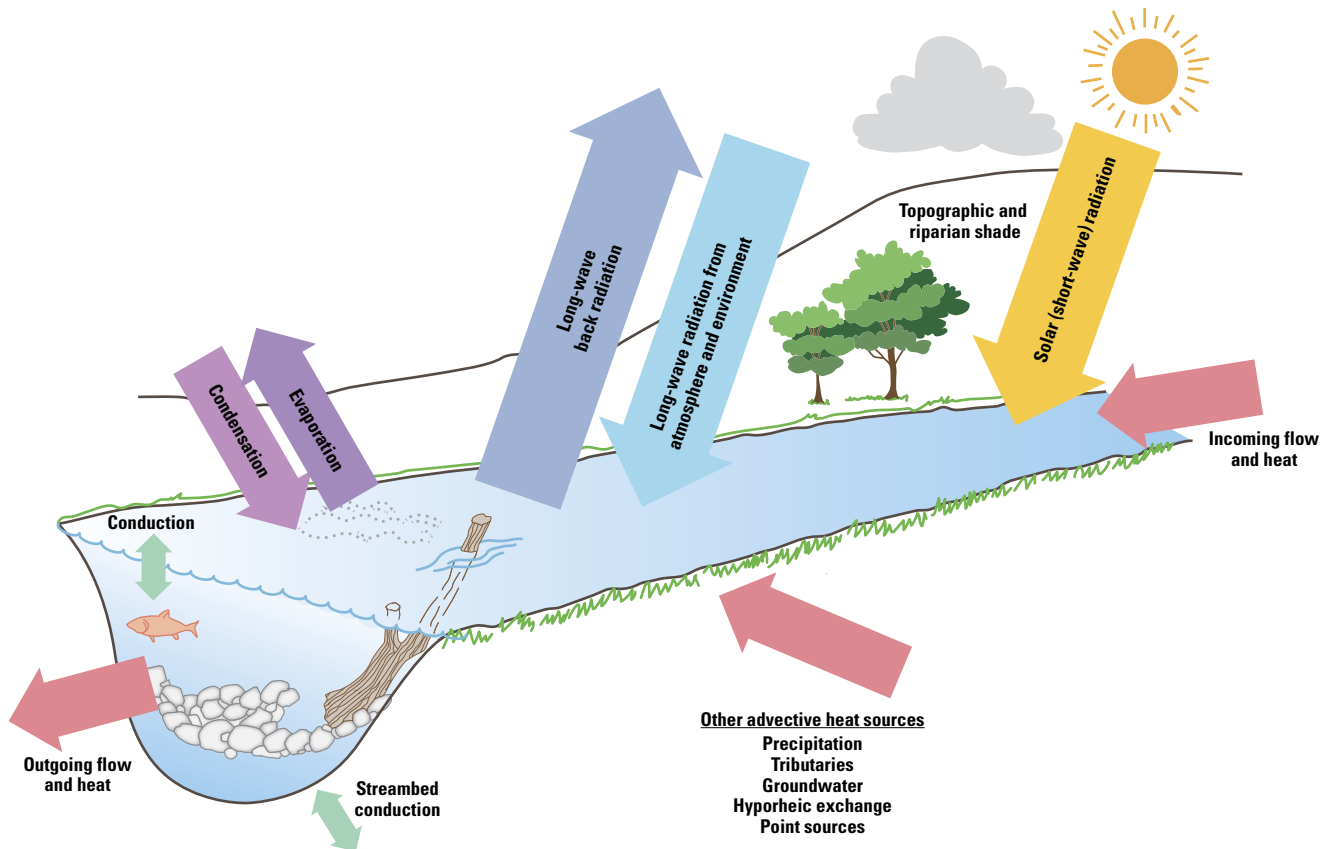 Topographic and
riparian shade
Solar (short-wave) radiation
Long-wave
back radiation
Long-wave radiation from
atmosphere and environment
Condensation
Evaporation
Incoming flow
and heat
Conduction
Outgoing flow
and heat
Streambed
conduction
Other advective heat sources
Precipitation
Tributaries
Groundwater
Hyporheic exchange
Point sources